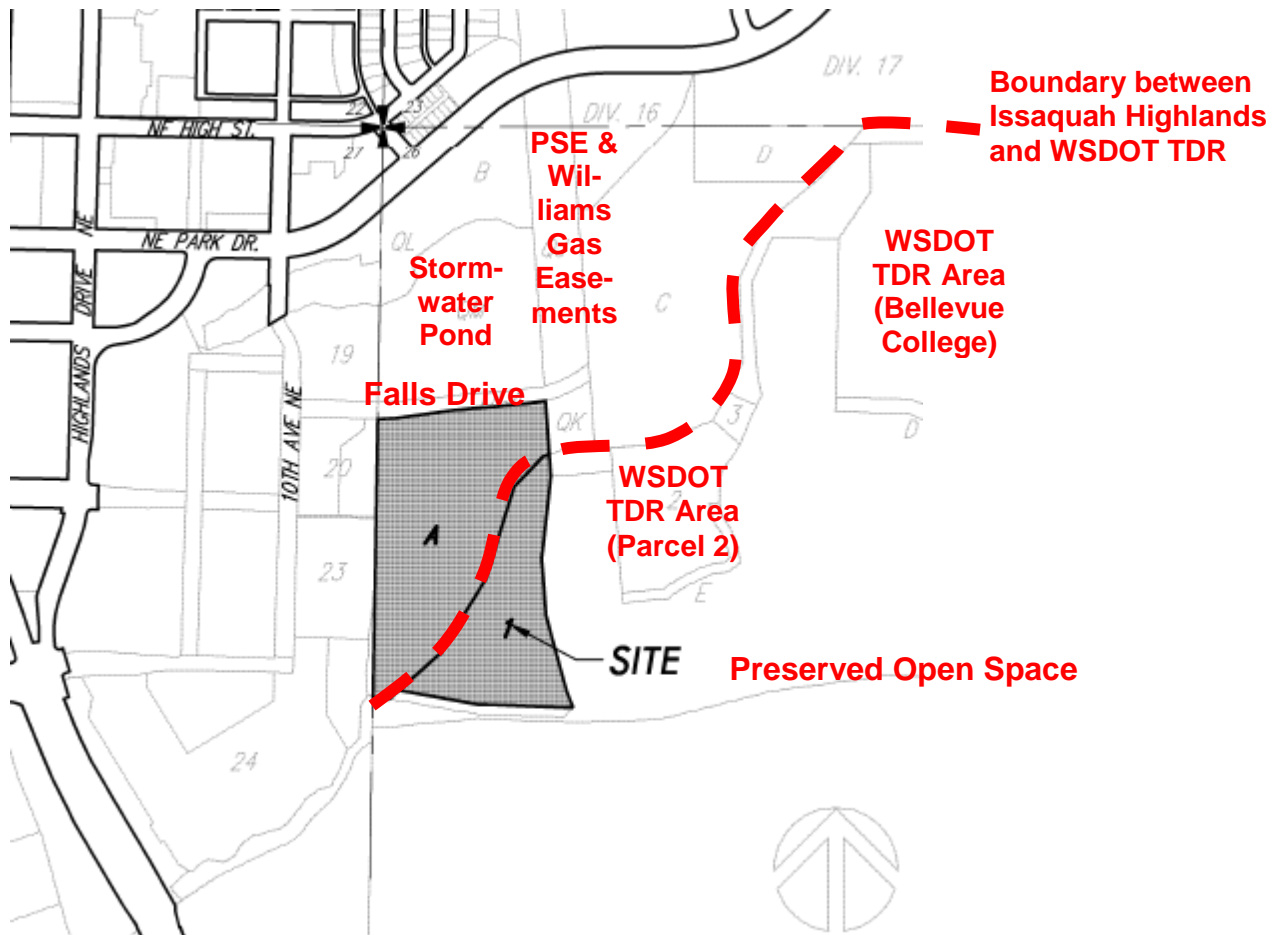 DIV. 17
Boundary between
Issaquah Highlands
and WSDOT TDR
22
23
DIV. 16
NE HIGH ST.
27
26
PSE &
Wil-
liams
Gas
Ease-
ments
B
D
HIGHLANDS DRIVE NE
NE PARK DR.
QL
WSDOT
TDR Area
(Bellevue
College)
Storm-
water
Pond
C
19
Falls Drive
10TH AVE NE
3
QK
D
20
WSDOT
TDR Area
(Parcel 2)
2
A
23
E
1
SITE
Preserved Open Space
24